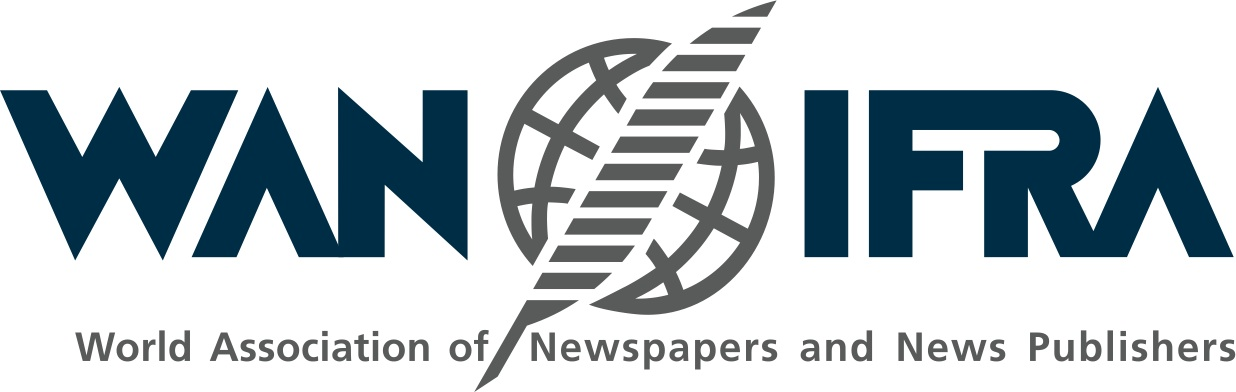 WAN IFRA
World Association of Newspapers and News Publishers